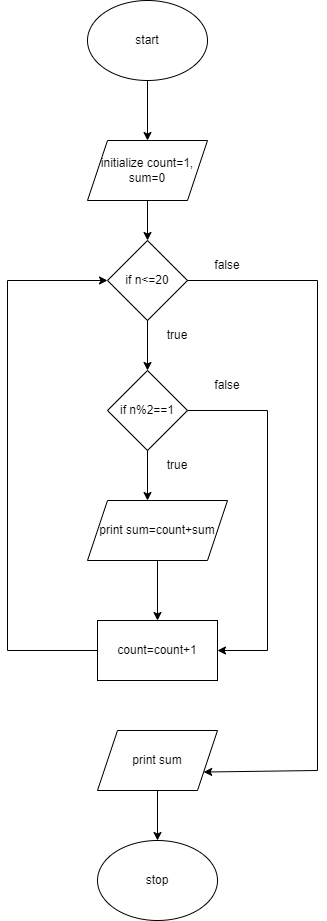 start
initialize count=1,
sum=0
if n<=20
false
true
if n%2==1
false
true
print sum=count+sum
count=count+1
print sum
stop